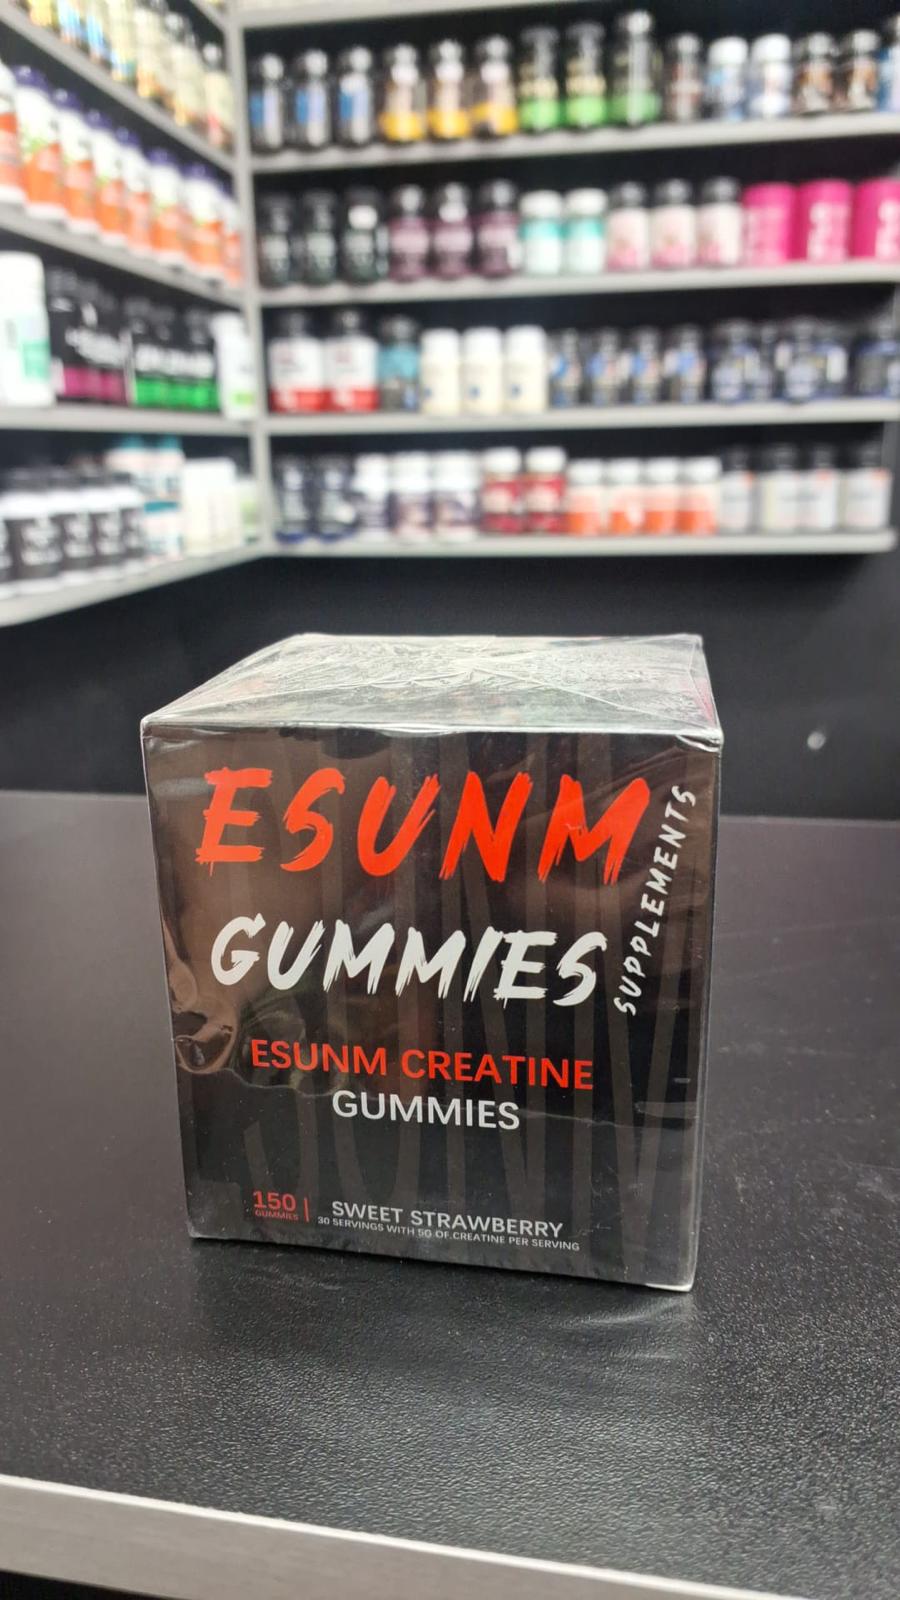 ESUNM
GUMMIES
SUPPLEMENTS
ESUNM CREATINE
GUMMIES
150
GUMMIES
SWEET STRAWBERRY
30 SERVINGS WITH 5G OF CREATINE PER SERVING